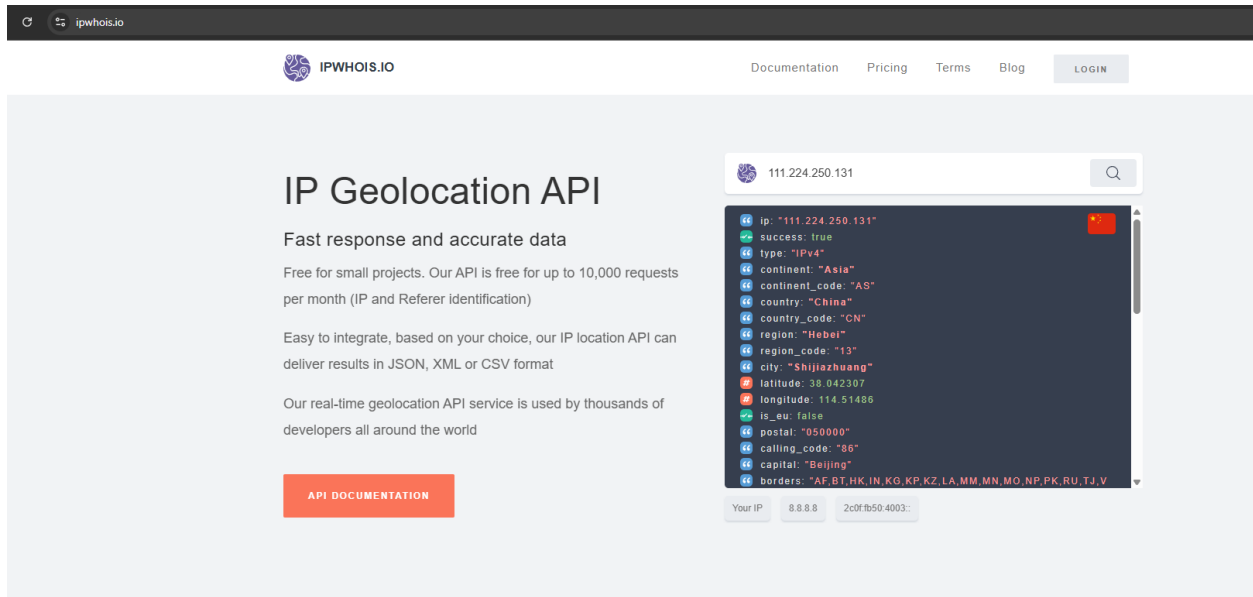 ipwhois.io
IPWHOIS.IO
Documentation Pricing Terms Blog LOGIN
IP Geolocation API
Fast response and accurate data
Free for small projects. Our API is free for up to 10,000 requests
per month (IP and Referer identification)
Easy to integrate, based on your choice, our IP location API can
deliver results in JSON, XML or CSV format
Our real-time geolocation API service is used by thousands of
developers all around the world
API DOCUMENTATION
111.224.250.131
ip: "111.224.250.131"
success: true
type: "IPv4"
continent: "Asia"
continent_code: "AS"
country: "China"
country_code: "CN"
region: "Hebei"
region_code: "13"
city: "Shijiazhuang"
latitude: 38.042307
longitude: 114.51486
is_eu: false
postal: "050000"
calling_code: "86"
capital: "Beijing"
borders: "AF,BT,HK,IN,KG,KP,KZ,LA,MM,MN,MO,NP,PK,RU,TJ,V
Your IP 8.8.8.8 2c0f:fb50:4003::